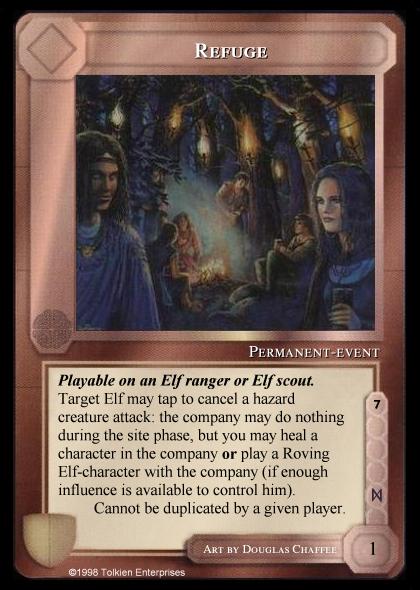 Refuge
Permanent-event
Playable on an Elf ranger or Elf scout.
Target Elf may tap to cancel a hazard
creature attack: the company may do nothing
during the site phase, but you may heal a
character in the company or play a Roving
Elf-character with the company (if enough
influence is available to control him).
Cannot be duplicated by a given player.
7
Art by Douglas Chaffee
1
©1998 Tolkien Enterprises